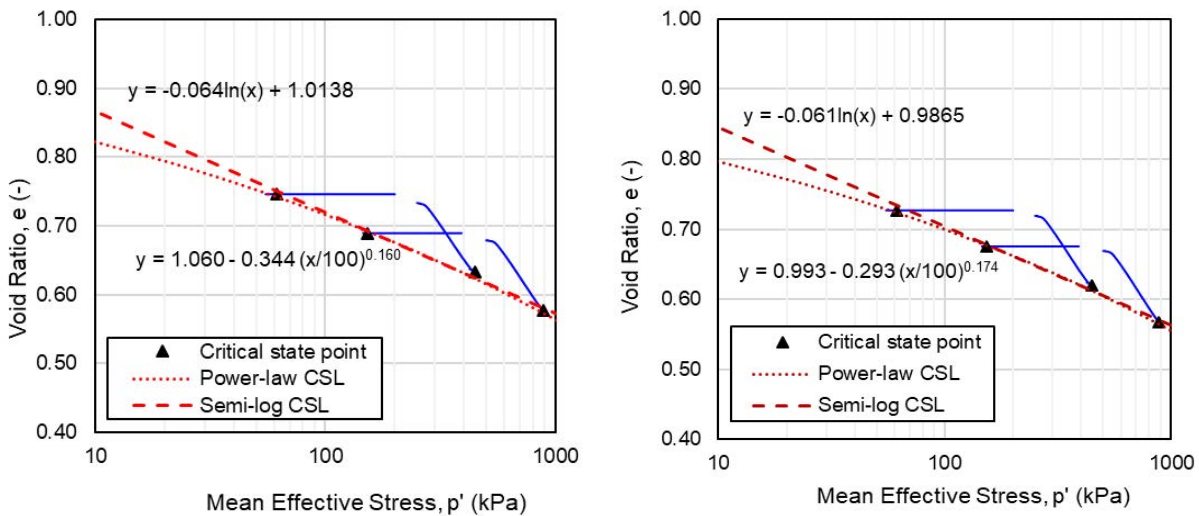 1.00
0.90
0.80
0.70
0.60
0.50
0.40
Void Ratio, e (-)
y = -0.064ln(x) + 1.0138
y = 1.060 - 0.344 (x/100)^0.160
Critical state point
Power-law CSL
Semi-log CSL
10
100
1000
Mean Effective Stress, p' (kPa)
1.00
0.90
0.80
0.70
0.60
0.50
0.40
Void Ratio, e (-)
y = -0.061ln(x) + 0.9865
y = 0.993 - 0.293 (x/100)^0.174
Critical state point
Power-law CSL
Semi-log CSL
10
100
1000
Mean Effective Stress, p' (kPa)